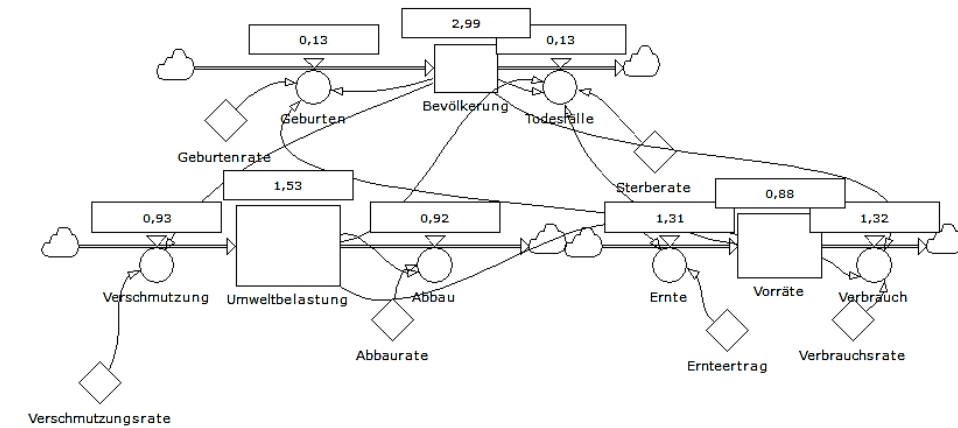 2,99
0,13
0,13
Bevölkerung
Geburten
Todesfälle
Geburtenrate
Sterberate
1,53
0,88
0,93
0,92
1,31
1,32
Verschmutzung
Umweltbelastung
Abbau
Ernte
Vorräte
Verbrauch
Abbaurate
Ernteertrag
Verbrauchsrate
Verschmutzungsrate